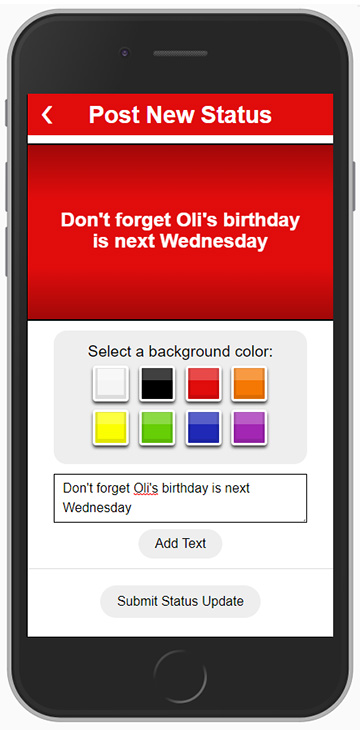 Post New Status
Don't forget Oli's birthday
is next Wednesday
Select a background color:
Don't forget Oli's birthday is next
Wednesday
Add Text
Submit Status Update